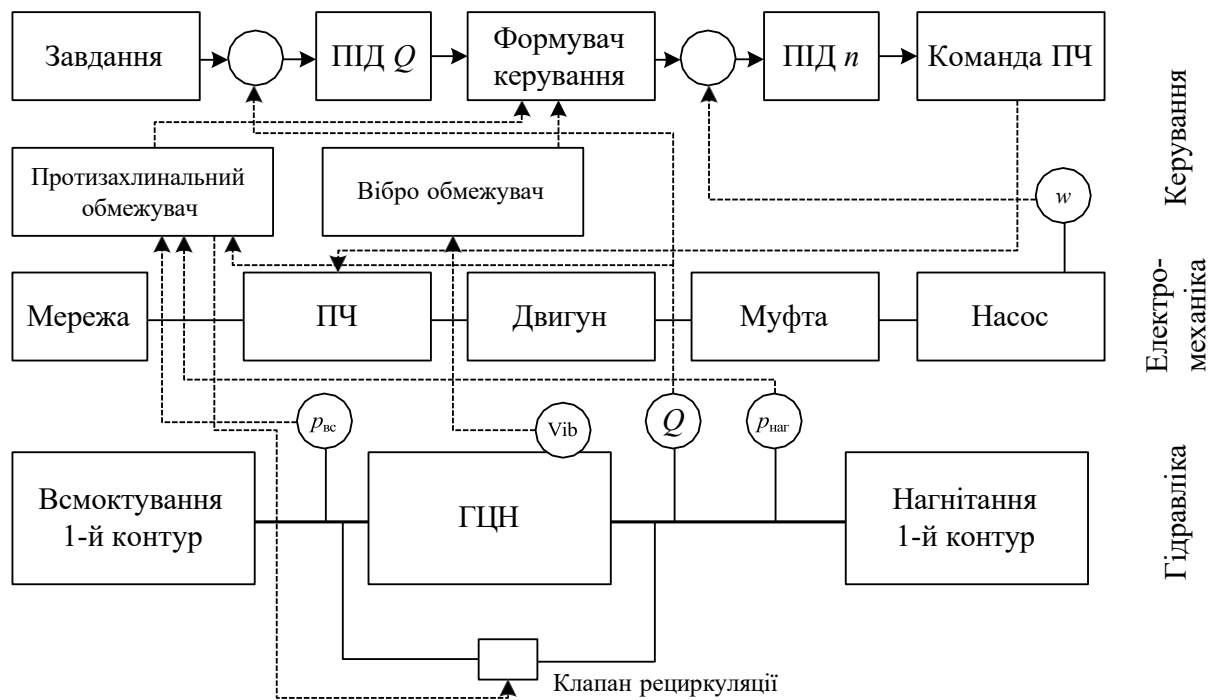 Завдання
ПІД Q
Формувач
керування
ПІД n
Команда ПЧ
Керування
Протизахлинальний
обмежувач
Вібро обмежувач
w
Мережа
ПЧ
Двигун
Муфта
Насос
Електро-
механіка
pвс
Vib
Q
pнаг
Всмоктування
1-й контур
ГЦН
Нагнітання
1-й контур
Гідравліка
Клапан рециркуляції